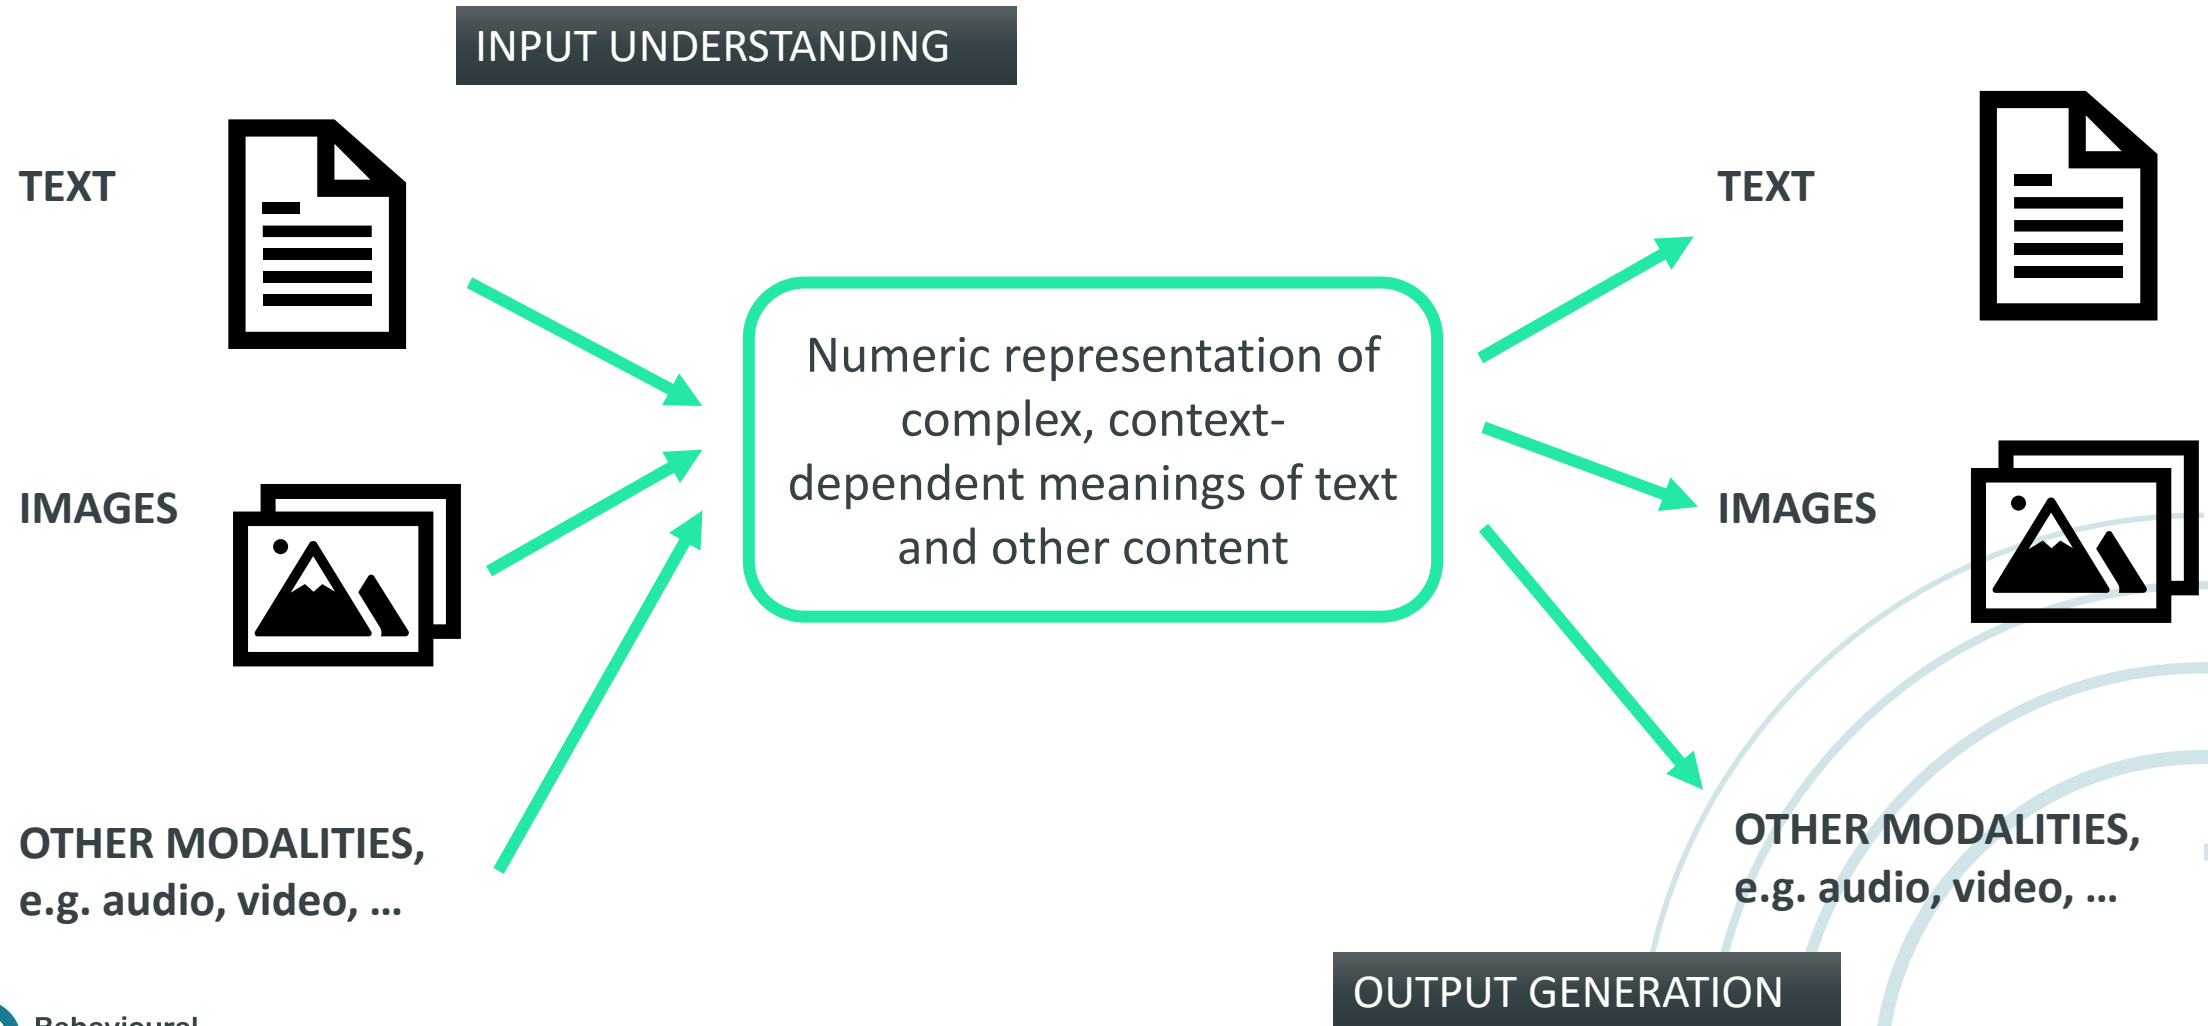 INPUT UNDERSTANDING
TEXT
IMAGES
OTHER MODALITIES,
e.g. audio, video, ...
Numeric representation of
complex, context-
dependent meanings of text
and other content
TEXT
IMAGES
OTHER MODALITIES,
e.g. audio, video, ...
OUTPUT GENERATION
Behavioural